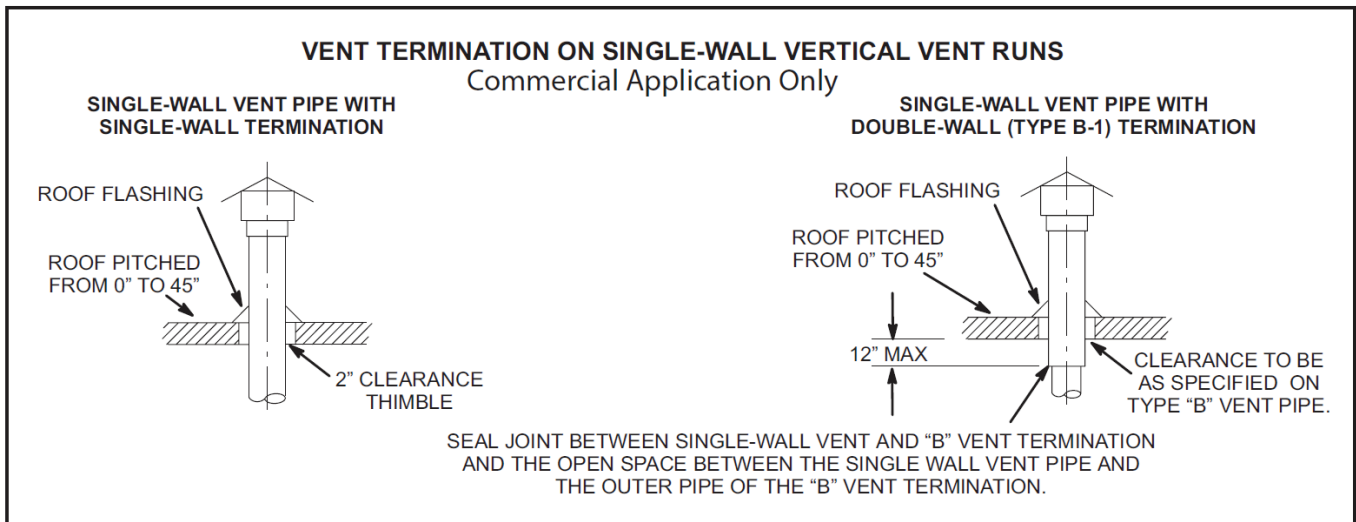 VENT TERMINATION ON SINGLE-WALL VERTICAL VENT RUNS
Commercial Application Only
SINGLE-WALL VENT PIPE WITH
SINGLE-WALL TERMINATION
ROOF FLASHING
ROOF PITCHED
FROM 0” TO 45”
2” CLEARANCE
THIMBLE
SINGLE-WALL VENT PIPE WITH
DOUBLE-WALL (TYPE B-1) TERMINATION
ROOF FLASHING
ROOF PITCHED
FROM 0” TO 45”
12” MAX
CLEARANCE TO BE
AS SPECIFIED ON
TYPE “B” VENT PIPE.
SEAL JOINT BETWEEN SINGLE-WALL VENT AND “B” VENT TERMINATION
AND THE OPEN SPACE BETWEEN THE SINGLE WALL VENT PIPE AND
THE OUTER PIPE OF THE “B” VENT TERMINATION.